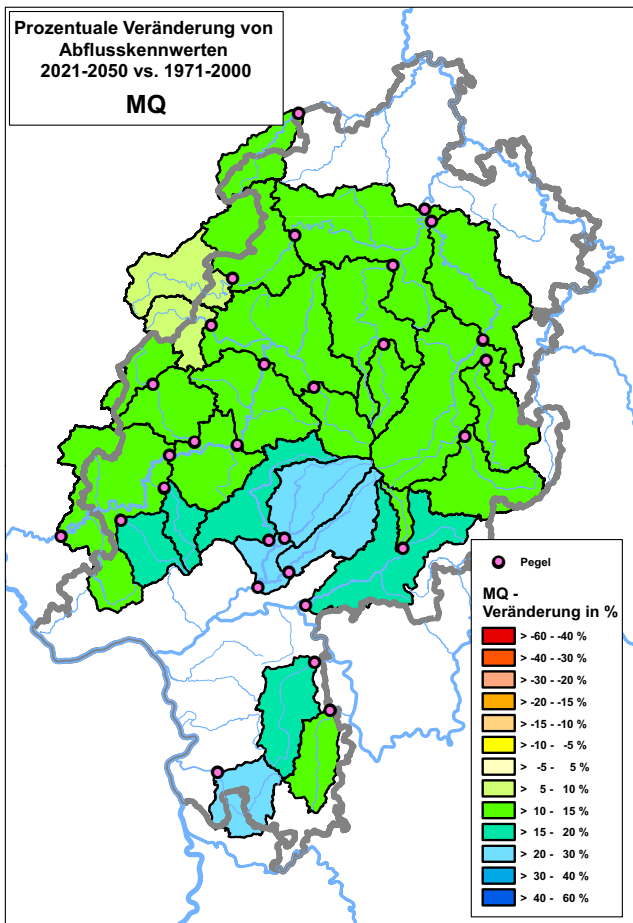 Prozentuale Veränderung von
Abflusskennwerten
2021-2050 vs. 1971-2000
MQ
Pegel
MQ -
Veränderung in %
> -60 - -40 %
> -40 - -30 %
> -30 - -20 %
> -20 - -15 %
> -15 - -10 %
> -10 - -5 %
> -5 - 5 %
> 5 - 10 %
> 10 - 15 %
> 15 - 20 %
> 20 - 30 %
> 30 - 40 %
> 40 - 60 %